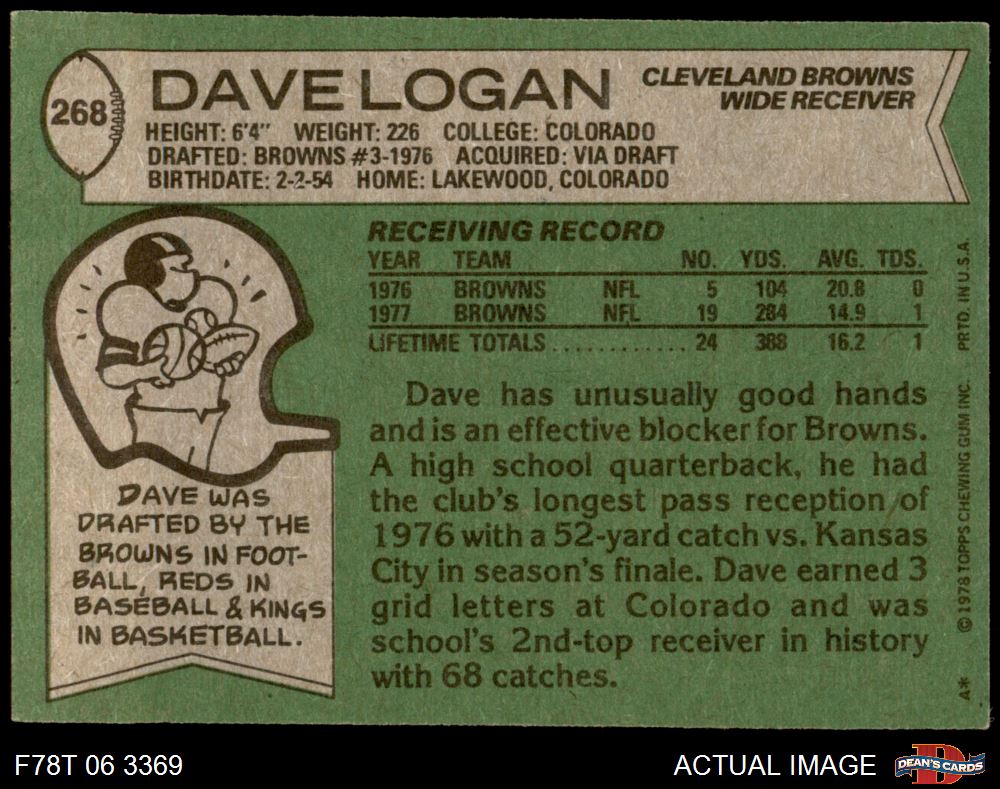 268
DAVE LOGAN
CLEVELAND BROWNS
WIDE RECEIVER
HEIGHT: 6'4" WEIGHT: 226 COLLEGE: COLORADO
DRAFTED: BROWNS #3-1976 ACQUIRED: VIA DRAFT
BIRTHDATE: 2-2-54 HOME: LAKEWOOD, COLORADO
RECEIVING RECORD
YEAR TEAM NO. YDS. AVG. TDS.
1976 BROWNS NFL 5 104 20.8 0
1977 BROWNS NFL 19 284 14.9 1
LIFETIME TOTALS.............. 24 388 16.2 1
Dave has unusually good hands
and is an effective blocker for Browns.
A high school quarterback, he had
the club's longest pass reception of
1976 with a 52-yard catch vs. Kansas
City in season's finale. Dave earned 3
grid letters at Colorado and was
school's 2nd-top receiver in history
with 68 catches.
DAVE WAS
DRAFTED BY THE
BROWNS IN FOOT-
BALL, REDS IN
BASEBALL & KINGS
IN BASKETBALL.
A* ©1978 TOPPS CHEWING GUM INC. PRTD. IN U.S.A.
F78T 06 3369
ACTUAL IMAGE
D
DEAN'S CARDS